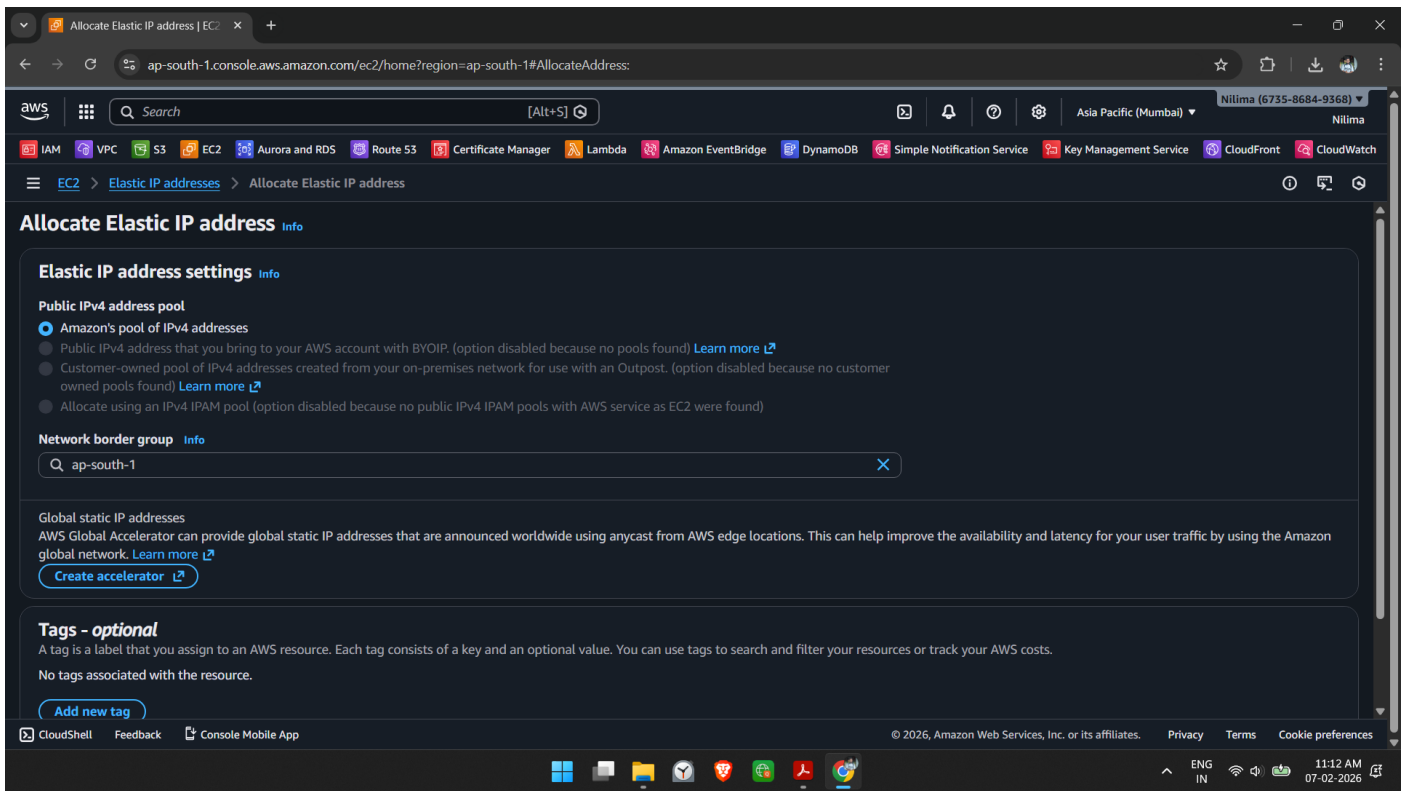 Allocate Elastic IP address | EC2
ap-south-1.console.aws.amazon.com/ec2/home?region=ap-south-1#AllocateAddress:
aws
Search [Alt+S]
Asia Pacific (Mumbai)
Nilima (6735-8684-9368)
Nilima
IAM VPC S3 EC2 Aurora and RDS Route 53 Certificate Manager Lambda Amazon EventBridge DynamoDB Simple Notification Service Key Management Service CloudFront CloudWatch
EC2 > Elastic IP addresses > Allocate Elastic IP address
Allocate Elastic IP address Info
Elastic IP address settings Info
Public IPv4 address pool
Amazon's pool of IPv4 addresses
Public IPv4 address that you bring to your AWS account with BYOIP. (option disabled because no pools found) Learn more
Customer-owned pool of IPv4 addresses created from your on-premises network for use with an Outpost. (option disabled because no customer
owned pools found) Learn more
Allocate using an IPv4 IPAM pool (option disabled because no public IPv4 IPAM pools with AWS service as EC2 were found)
Network border group Info
ap-south-1
Global static IP addresses
AWS Global Accelerator can provide global static IP addresses that are announced worldwide using anycast from AWS edge locations. This can help improve the availability and latency for your user traffic by using the Amazon
global network. Learn more
Create accelerator
Tags - optional
A tag is a label that you assign to an AWS resource. Each tag consists of a key and an optional value. You can use tags to search and filter your resources or track your AWS costs.
No tags associated with the resource.
Add new tag
CloudShell Feedback Console Mobile App © 2026, Amazon Web Services, Inc. or its affiliates. Privacy Terms Cookie preferences
ENG
IN
11:12 AM
07-02-2026